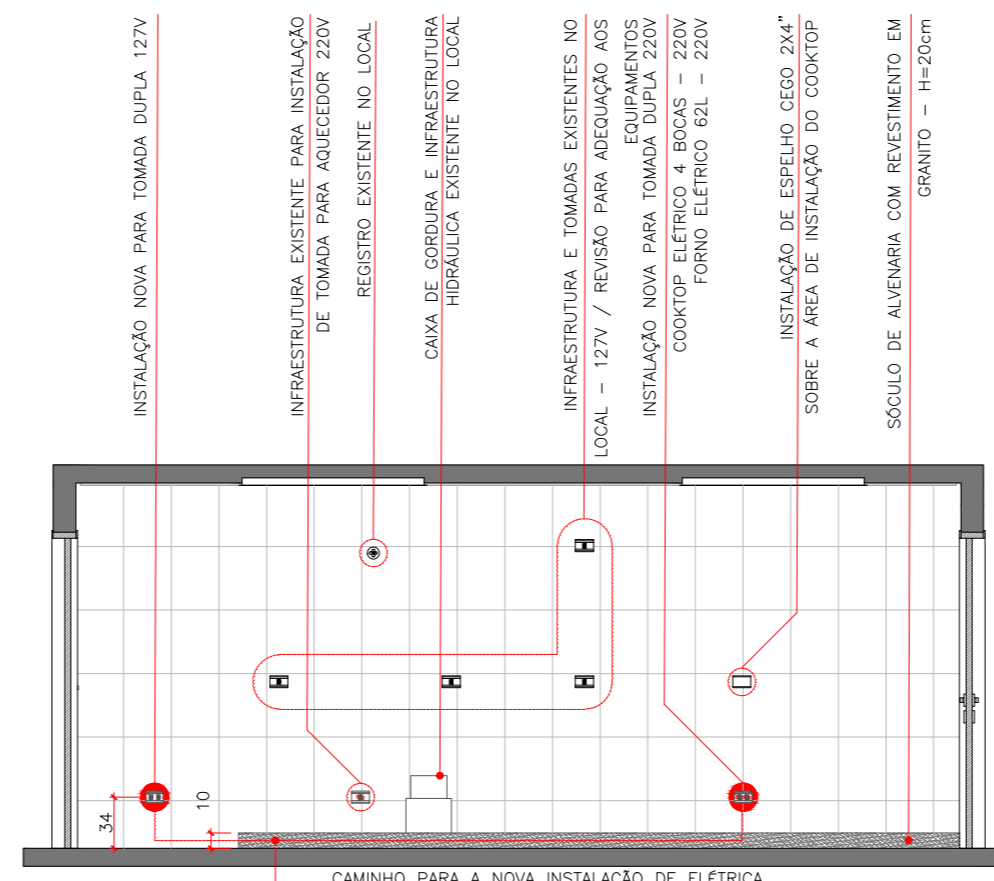 INSTALAÇÃO NOVA PARA TOMADA DUPLA 127V
INFRAESTRUTURA EXISTENTE PARA INSTALAÇÃO
DE TOMADA PARA AQUECEDOR 220V
REGISTRO EXISTENTE NO LOCAL
CAIXA DE GORDURA E INFRAESTRUTURA
HIDRÁULICA EXISTENTE NO LOCAL
INFRAESTRUTURA E TOMADAS EXISTENTES NO
LOCAL – 127V / REVISÃO PARA ADEQUAÇÃO AOS
EQUIPAMENTOS
INSTALAÇÃO NOVA PARA TOMADA DUPLA 220V
COOKTOP ELÉTRICO 4 BOCAS – 220V
FORNO ELÉTRICO 62L – 220V
INSTALAÇÃO DE ESPELHO CEGO 2X4”
SOBRE A ÁREA DE INSTALAÇÃO DO COOKTOP
SÓCULO DE ALVENARIA COM REVESTIMENTO EM
GRANITO – H=20cm
34
10
CAMINHO PARA A NOVA INSTALAÇÃO DE ELÉTRICA